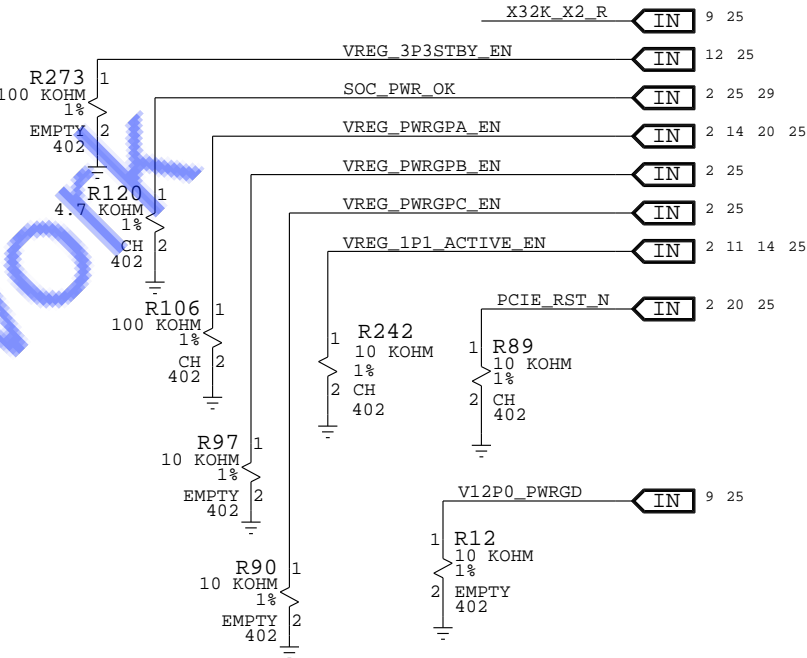 X32K_X2_R IN 9 25
VREG_3P3STBY_EN IN 12 25
R273 1
100 KOHM
1%
EMPTY 2
402
SOC_PWR_OK IN 2 25 29
VREG_PWRGPA_EN IN 2 14 20 25
VREG_PWRGPB_EN IN 2 25
R120 1
4.7 KOHM
1%
CH 2
402
VREG_PWRGPC_EN IN 2 25
VREG_1P1_ACTIVE_EN IN 2 11 14 25
PCIE_RST_N IN 2 20 25
R106 1
100 KOHM
1%
CH 2
402
1 R242
10 KOHM
1%
2 CH
402
1 R89
10 KOHM
1%
2 CH
402
R97 1
10 KOHM
1%
EMPTY 2
402
V12P0_PWRGD IN 9 25
1 R12
10 KOHM
1%
2 EMPTY
402
R90 1
10 KOHM
1%
EMPTY 2
402
work